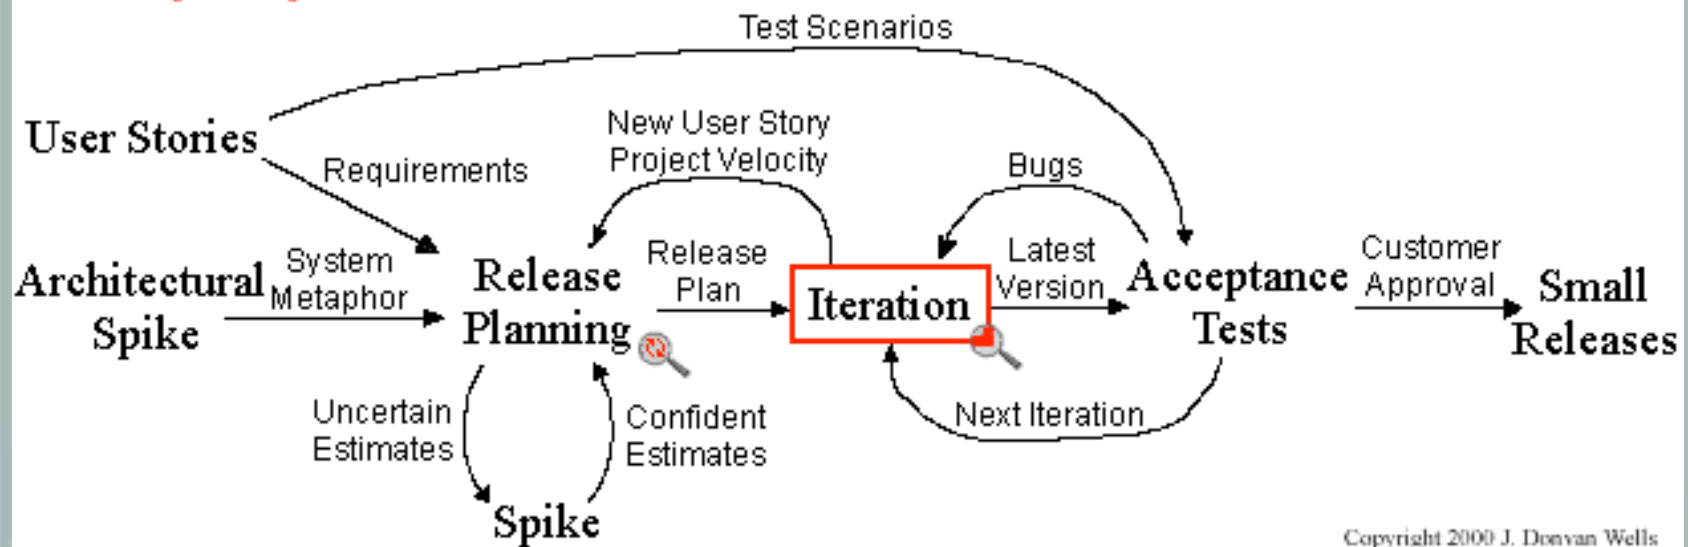 Test Scenarios
User Stories
Requirements
New User Story
Project Velocity
Bugs
Architectural
Spike
System
Metaphor
Release
Planning
Release
Plan
Iteration
Latest
Version
Acceptance
Tests
Customer
Approval
Small
Releases
Uncertain
Estimates
Confident
Estimates
Next Iteration
Spike
Copyright 2000 J. Donvan Wells